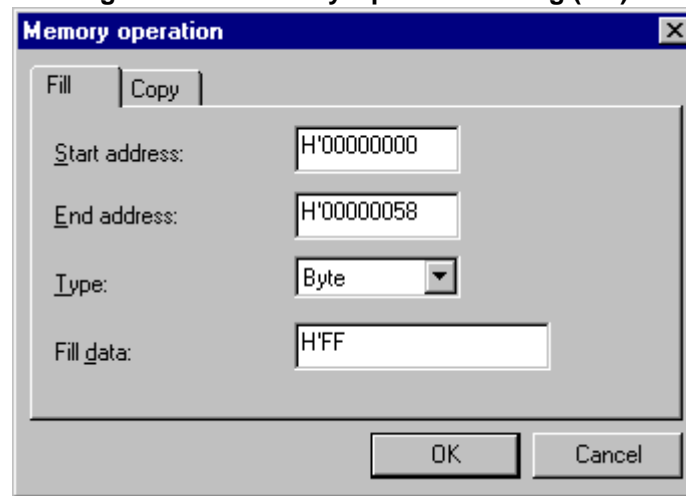 Memory operation
Fill
Copy
Start address:
H'00000000
End address:
H'00000058
Type:
Byte
Fill data:
H'FF
OK
Cancel